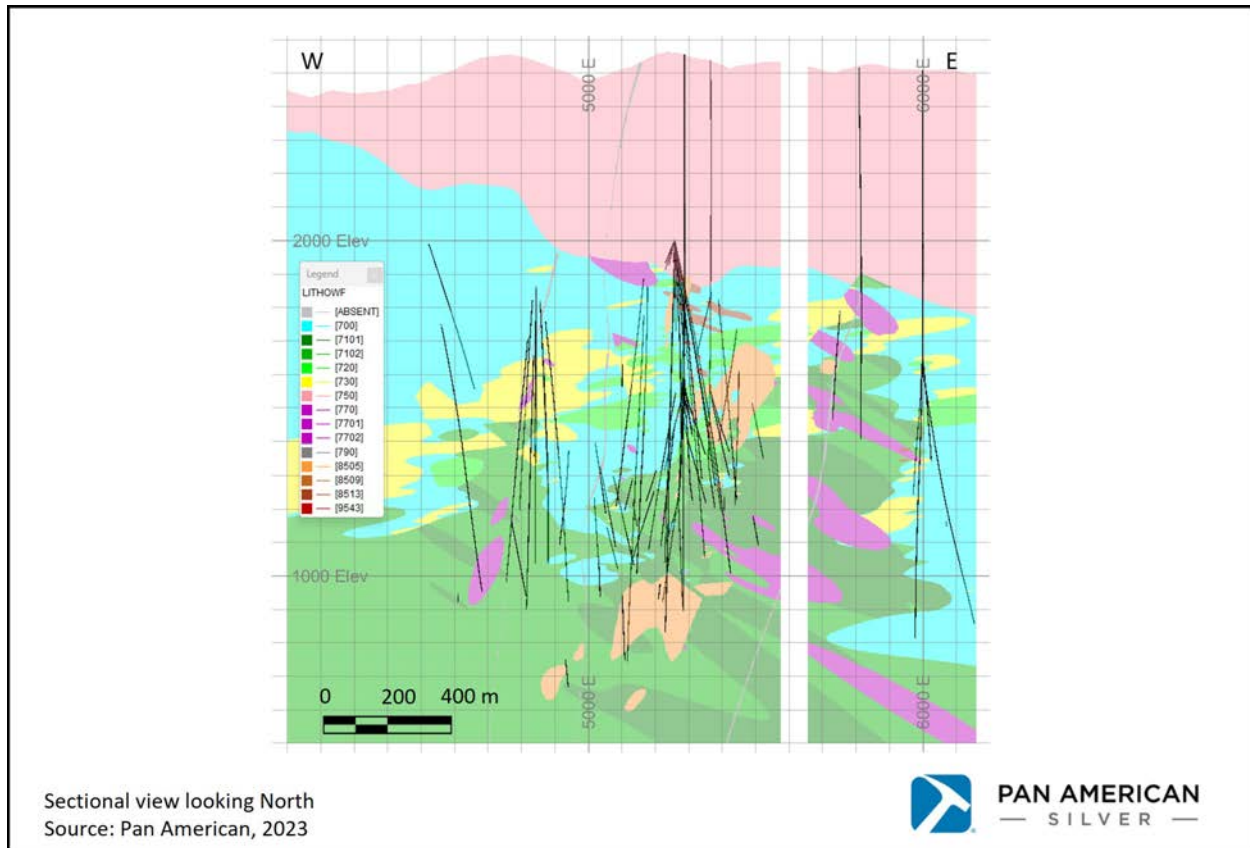 W
E
5000 E
6000 E
2000 Elev
Legend
LITHOWF
[ABSENT]
[700]
[7101]
[7102]
[720]
[730]
[750]
[770]
[7701]
[7702]
[790]
[8505]
[8509]
[8513]
[9543]
1000 Elev
0 200 400 m
5000 E
6000 E
Sectional view looking North
Source: Pan American, 2023
PAN AMERICAN
— SILVER —